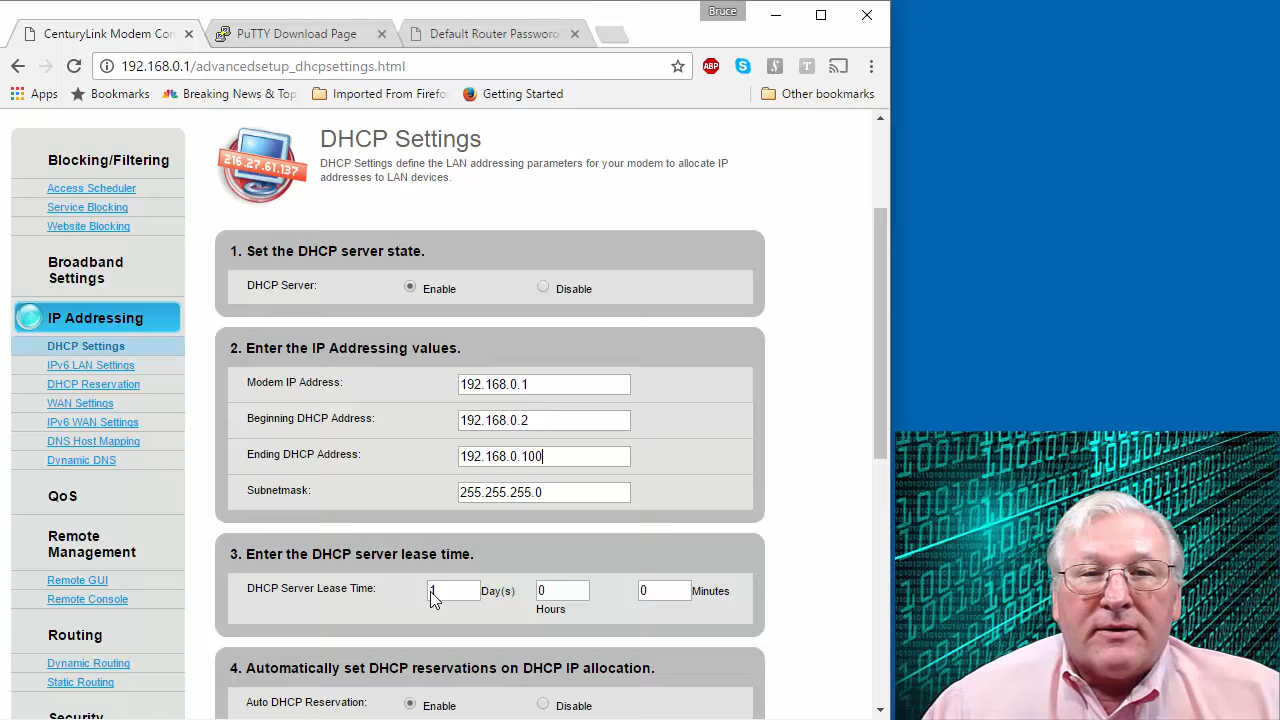 Bruce
CenturyLink Modem Con
PuTTY Download Page
Default Router Password
192.168.0.1/advancedsetup_dhcpsettings.html
ABP
Apps
Bookmarks
Breaking News & Top
Imported From Firefo
Getting Started
Other bookmarks
Blocking/Filtering
Access Scheduler
Service Blocking
Website Blocking
Broadband
Settings
IP Addressing
DHCP Settings
IPv6 LAN Settings
DHCP Reservation
WAN Settings
IPv6 WAN Settings
DNS Host Mapping
Dynamic DNS
QoS
Remote
Management
Remote GUI
Remote Console
Routing
Dynamic Routing
Static Routing
Security
216.27.61.137
DHCP Settings
DHCP Settings define the LAN addressing parameters for your modem to allocate IP
addresses to LAN devices.
1. Set the DHCP server state.
DHCP Server: Enable Disable
2. Enter the IP Addressing values.
Modem IP Address: 192.168.0.1
Beginning DHCP Address: 192.168.0.2
Ending DHCP Address: 192.168.0.100
Subnetmask: 255.255.255.0
3. Enter the DHCP server lease time.
DHCP Server Lease Time: Day(s) 0 Hours 0 Minutes
4. Automatically set DHCP reservations on DHCP IP allocation.
Auto DHCP Reservation: Enable Disable